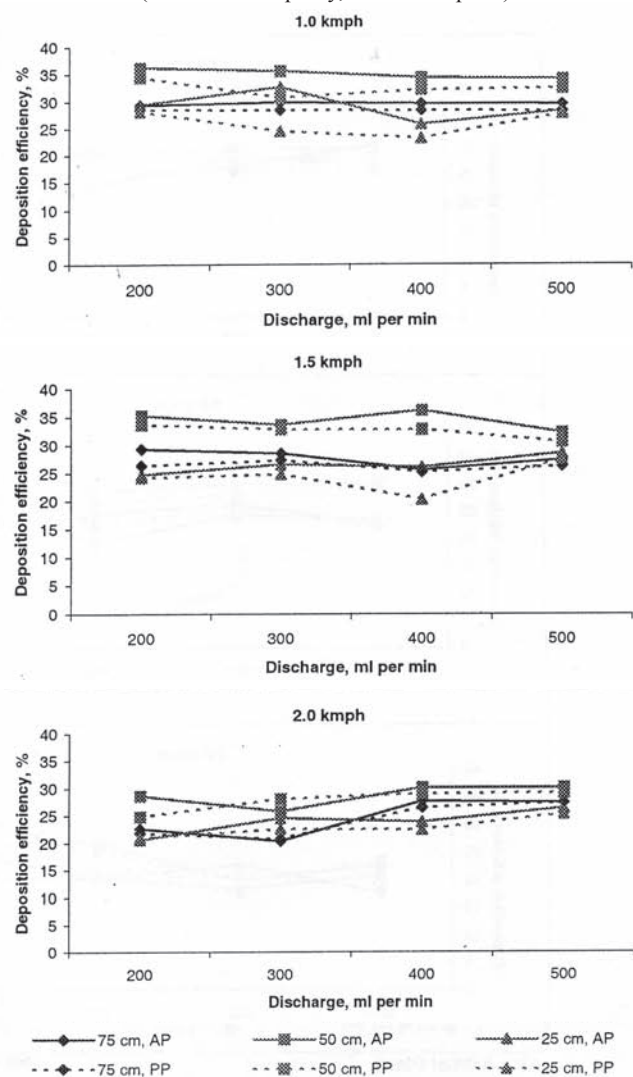 1.0 kmph
Deposition efficiency, %
40
35
30
25
20
15
10
5
0
200 300 400 500
Discharge, ml per min
1.5 kmph
Deposition efficiency, %
40
35
30
25
20
15
10
5
0
200 300 400 500
Discharge, ml per min
2.0 kmph
Deposition efficiency, %
40
35
30
25
20
15
10
5
0
200 300 400 500
Discharge, ml per min
75 cm, AP 50 cm, AP 25 cm, AP
75 cm, PP 50 cm, PP 25 cm, PP